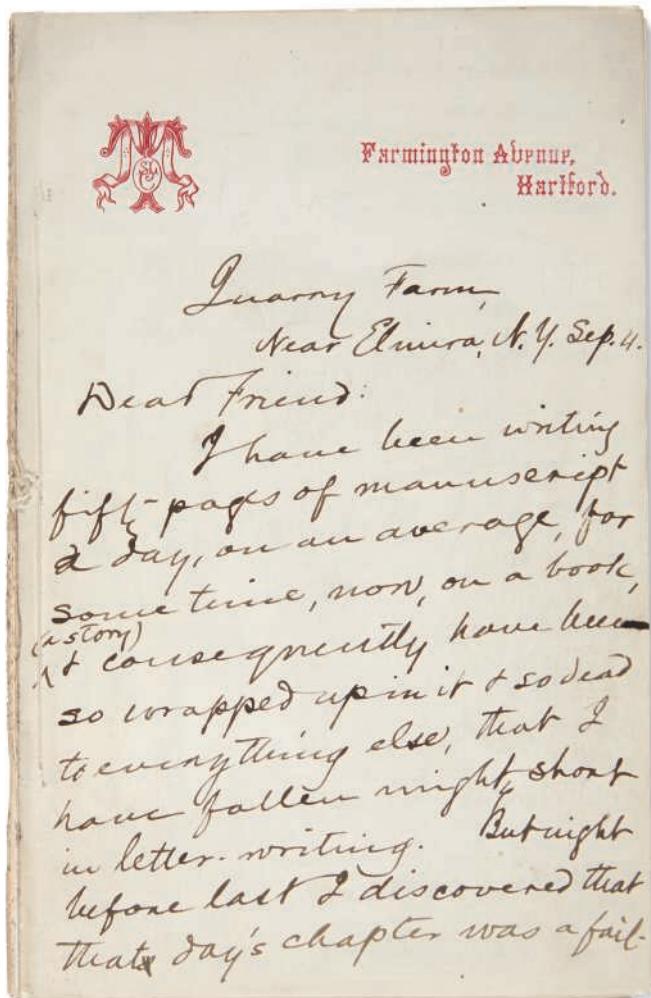 SLC
Farmington Avenue,
Hartford.
Quarry Farm,
Near Elmira, N. Y. Sep. 4.
Dear Friend:
I have been writing
fifty pages of manuscript
a day, on an average, for
some time, now, on a book,
(a story)
& consequently have been
so wrapped up in it & so dead
to everything else, that I
have fallen mighty short
in letter-writing. But night
before last I discovered that
that day's chapter was a fail-